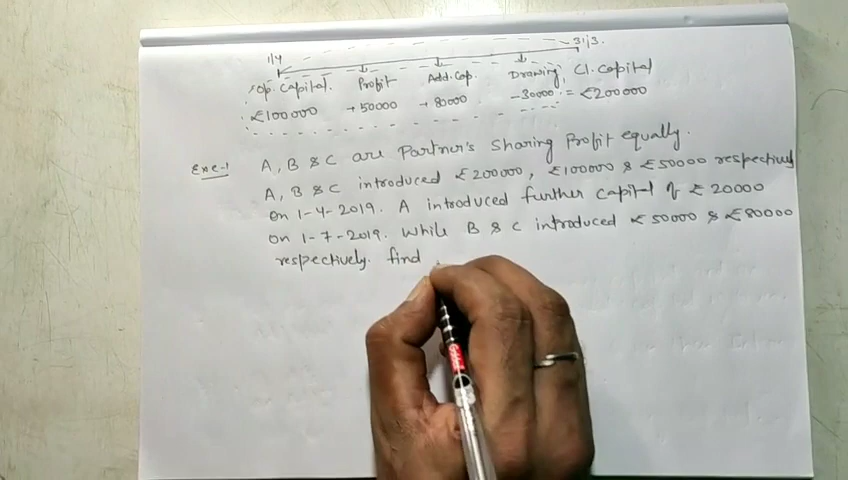 1/4 31/3.
Op. Capital. Profit Add. Cap. Drawing, Cl. Capital
₹100000 + 50000 + 80000 - 30000 = ₹200000
Exe-1 A, B & C are Partner's Sharing Profit equally.
A, B & C introduced ₹200000, ₹100000 & ₹50000 respectively
on 1-4-2019. A introduced further capital of ₹20000
on 1-7-2019. While B & C introduced ₹50000 & ₹80000
respectively. find